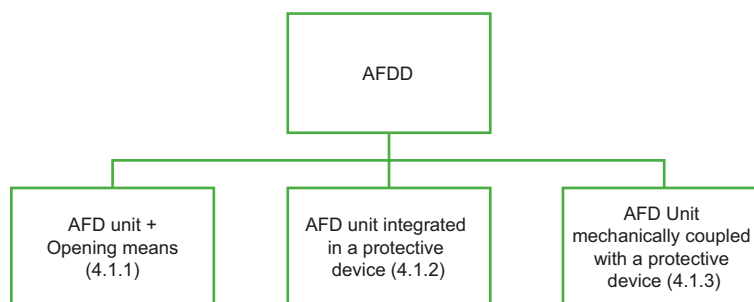 AFDD
AFD unit +
Opening means
(4.1.1)
AFD unit integrated
in a protective
device (4.1.2)
AFD Unit
mechanically coupled
with a protective
device (4.1.3)